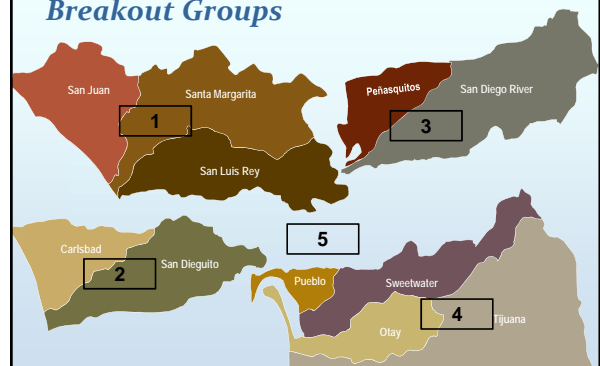 Breakout Groups
San Juan
Santa Margarita
1
San Luis Rey
Peñasquitos
San Diego River
3
Carlsbad
2
San Dieguito
5
Pueblo
Sweetwater
4
Otay
Tijuana